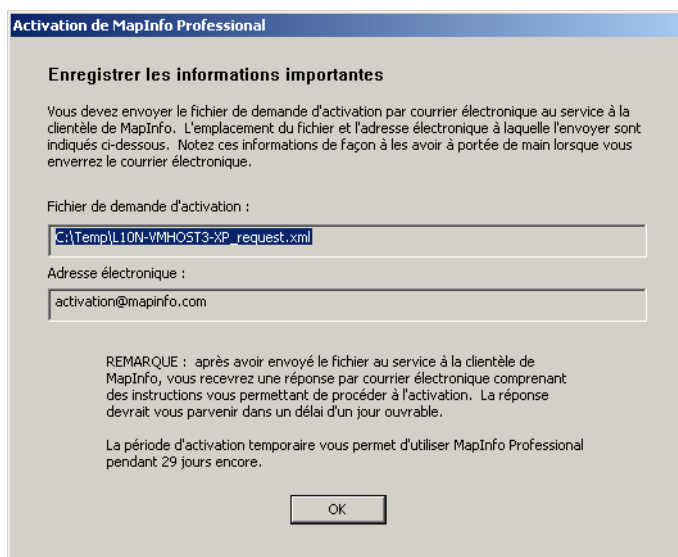 Activation de MapInfo Professional
Enregistrer les informations importantes
Vous devez envoyer le fichier de demande d'activation par courrier électronique au service à la
clientèle de MapInfo. L'emplacement du fichier et l'adresse électronique à laquelle l'envoyer sont
indiqués ci-dessous. Notez ces informations de façon à les avoir à portée de main lorsque vous
enverrez le courrier électronique.
Fichier de demande d'activation :
C:\Temp\L10N-VMHOST3-XP_request.xml
Adresse électronique :
activation@mapinfo.com
REMARQUE : après avoir envoyé le fichier au service à la clientèle de
MapInfo, vous recevrez une réponse par courrier électronique comprenant
des instructions vous permettant de procéder à l'activation. La réponse
devrait vous parvenir dans un délai d'un jour ouvrable.
La période d'activation temporaire vous permet d'utiliser MapInfo Professional
pendant 29 jours encore.
OK